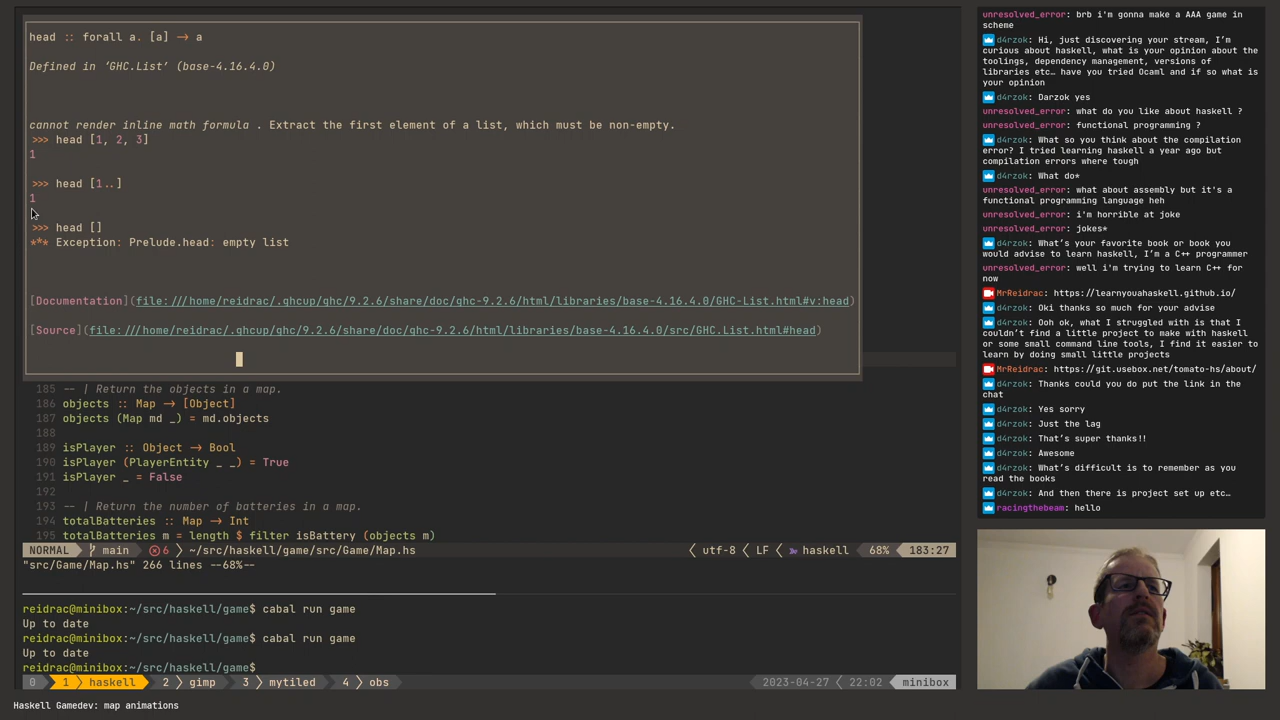 head :: forall a. [a] → a
Defined in ‘GHC.List’ (base-4.16.4.0)
cannot render inline math formula . Extract the first element of a list, which must be non-empty.
>>> head [1, 2, 3]
1
>>> head [1..]
1
>>> head []
*** Exception: Prelude.head: empty list
[Documentation](file:///home/reidrac/.ghcup/ghc/9.2.6/share/doc/ghc-9.2.6/html/libraries/base-4.16.4.0/GHC-List.html#v:head)
[Source](file:///home/reidrac/.ghcup/ghc/9.2.6/share/doc/ghc-9.2.6/html/libraries/base-4.16.4.0/src/GHC.List.html#head)
185 -- | Return the objects in a map.
186 objects :: Map → [Object]
187 objects (Map md _) = md.objects
188
189 isPlayer :: Object → Bool
190 isPlayer (PlayerEntity _ _) = True
191 isPlayer _ = False
192
193 -- | Return the number of batteries in a map.
194 totalBatteries :: Map → Int
195 totalBatteries m = length $ filter isBattery (objects m)
NORMAL main 6 ~/src/haskell/game/src/Game/Map.hs utf-8 LF haskell 68% 183:27
"src/Game/Map.hs" 266 lines --68%--
reidrac@minibox:~/src/haskell/game$ cabal run game
Up to date
reidrac@minibox:~/src/haskell/game$ cabal run game
Up to date
reidrac@minibox:~/src/haskell/game$
0 1 haskell 2 gimp 3 mytiled 4 obs 2023-04-27 22:02 minibox
Haskell Gamedev: map animations
unresolved_error: brb i'm gonna make a AAA game in
scheme
d4rzok: Hi, just discovering your stream, I’m
curious about haskell, what is your opinion about the
toolings, dependency management, versions of
libraries etc… have you tried Ocaml and if so what is
your opinion
d4rzok: Darzok yes
unresolved_error: what do you like about haskell ?
unresolved_error: functional programming ?
d4rzok: What so you think about the compilation
error? I tried learning haskell a year ago but
compilation errors where tough
d4rzok: What do*
unresolved_error: what about assembly but it's a
functional programming language heh
unresolved_error: i'm horrible at joke
unresolved_error: jokes*
d4rzok: What’s your favorite book or book you
would advise to learn haskell, I’m a C++ programmer
unresolved_error: well i'm trying to learn C++ for
now
MrReidrac: https://learnyouahaskell.github.io/
d4rzok: Oki thanks so much for your advise
d4rzok: Ooh ok, what I struggled with is that I
couldn’t find a little project to make with haskell
or some small command line tools, I find it easier to
learn by doing small little projects
MrReidrac: https://git.usebox.net/tomato-hs/about/
d4rzok: Thanks could you do put the link in the
chat
d4rzok: Yes sorry
d4rzok: Just the lag
d4rzok: That’s super thanks!!
d4rzok: Awesome
d4rzok: What’s difficult is to remember as you
read the books
d4rzok: And then there is project set up etc…
racingthebeam: hello